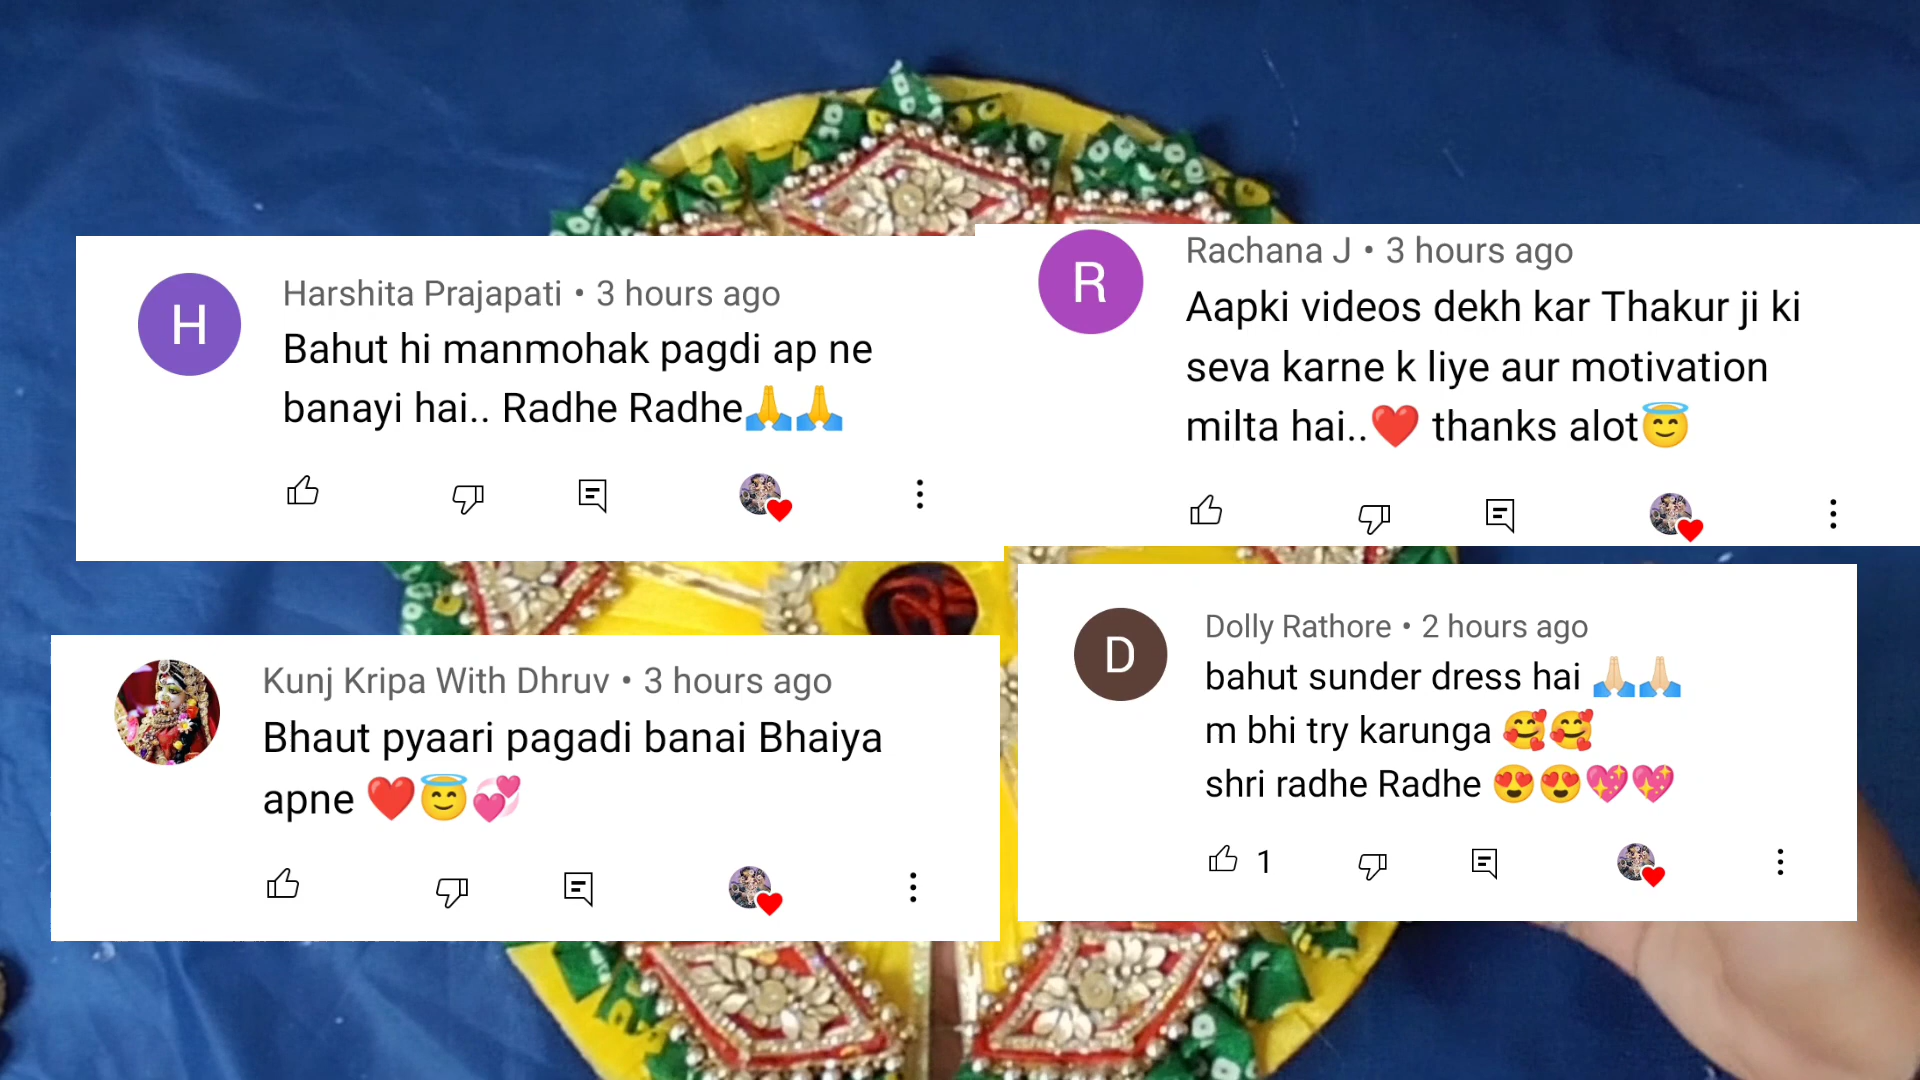 H
Harshita Prajapati • 3 hours ago
Bahut hi manmohak pagdi ap ne
banayi hai.. Radhe Radhe🙏🙏
R
Rachana J • 3 hours ago
Aapki videos dekh kar Thakur ji ki
seva karne k liye aur motivation
milta hai..❤️ thanks alot😇
Kunj Kripa With Dhruv • 3 hours ago
Bhaut pyaari pagadi banai Bhaiya
apne ❤️😇💞
D
Dolly Rathore • 2 hours ago
bahut sunder dress hai 🙏🏻🙏🏻
m bhi try karunga 🥰🥰
shri radhe Radhe 😍😍💖💖
1